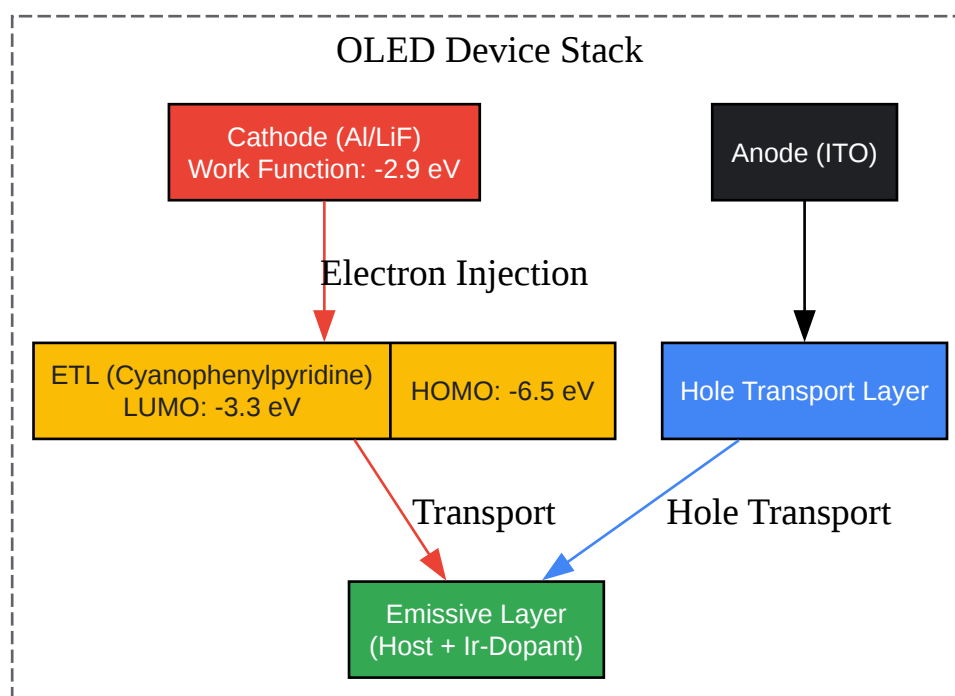 OLED Device Stack
Cathode (Al/LiF)
Work Function: -2.9 eV
Anode (ITO)
Electron Injection
ETL (Cyanophenylpyridine)
LUMO: -3.3 eV
HOMO: -6.5 eV
Hole Transport Layer
Transport
Hole Transport
Emissive Layer
(Host + Ir-Dopant)